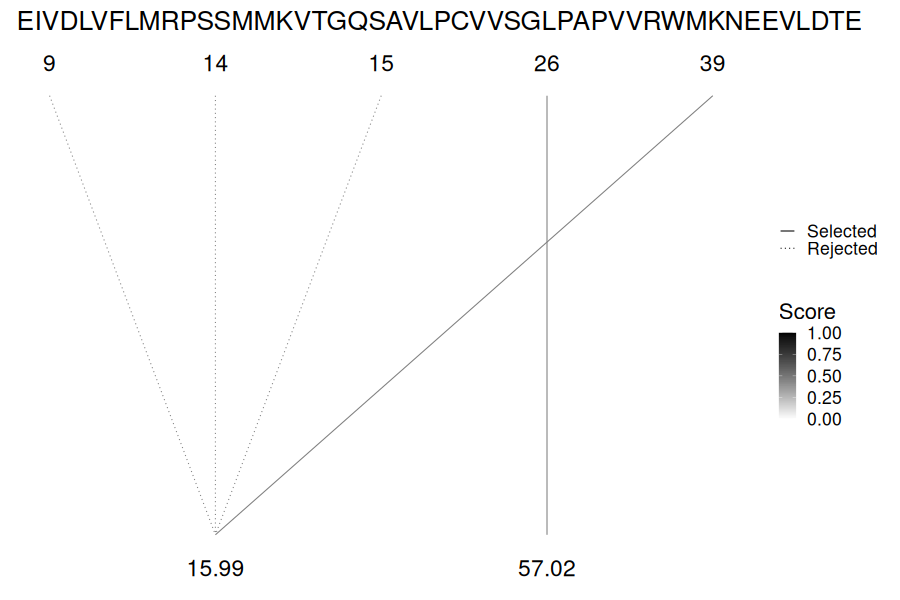 EIVDLVFLMRPSSMMKVTGQSAVLPCVVSGLPAPVVRWMKNEEVLDTE
9 14 15 26 39
Selected
Rejected
Score
1.00
0.75
0.50
0.25
0.00
15.99 57.02